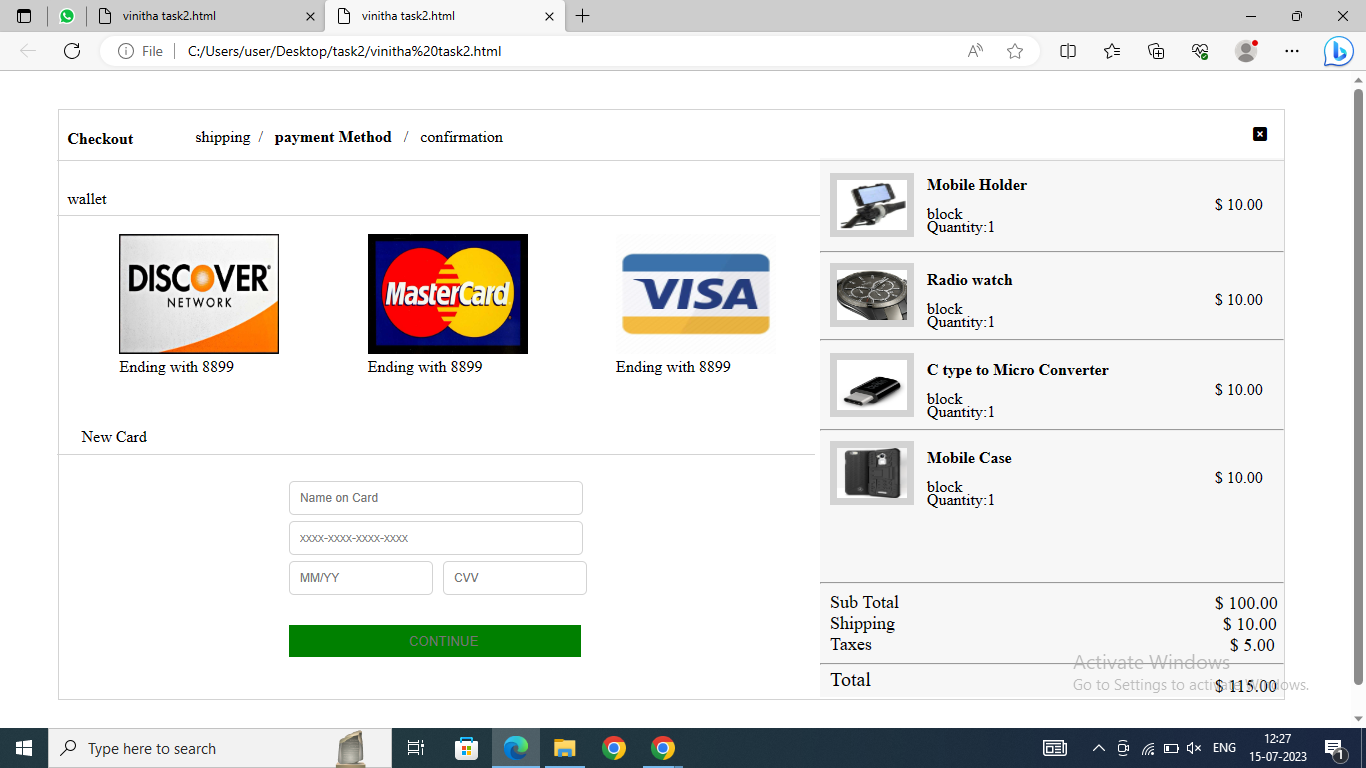 vinitha task2.html
vinitha task2.html
File
C:/Users/user/Desktop/task2/vinitha%20task2.html
Checkout shipping / payment Method / confirmation
wallet
DISCOVER
NETWORK
MasterCard
VISA
Ending with 8899
Ending with 8899
Ending with 8899
New Card
Name on Card
xxxx-xxxx-xxxx-xxxx
MM/YY
CVV
CONTINUE
Mobile Holder
block
Quantity:1
$ 10.00
Radio watch
block
Quantity:1
$ 10.00
C type to Micro Converter
block
Quantity:1
$ 10.00
Mobile Case
block
Quantity:1
$ 10.00
Sub Total $ 100.00
Shipping $ 10.00
Taxes $ 5.00
Total $ 115.00
Activate Windows
Go to Settings to activate Windows.
Type here to search
ENG
12:27
15-07-2023
1